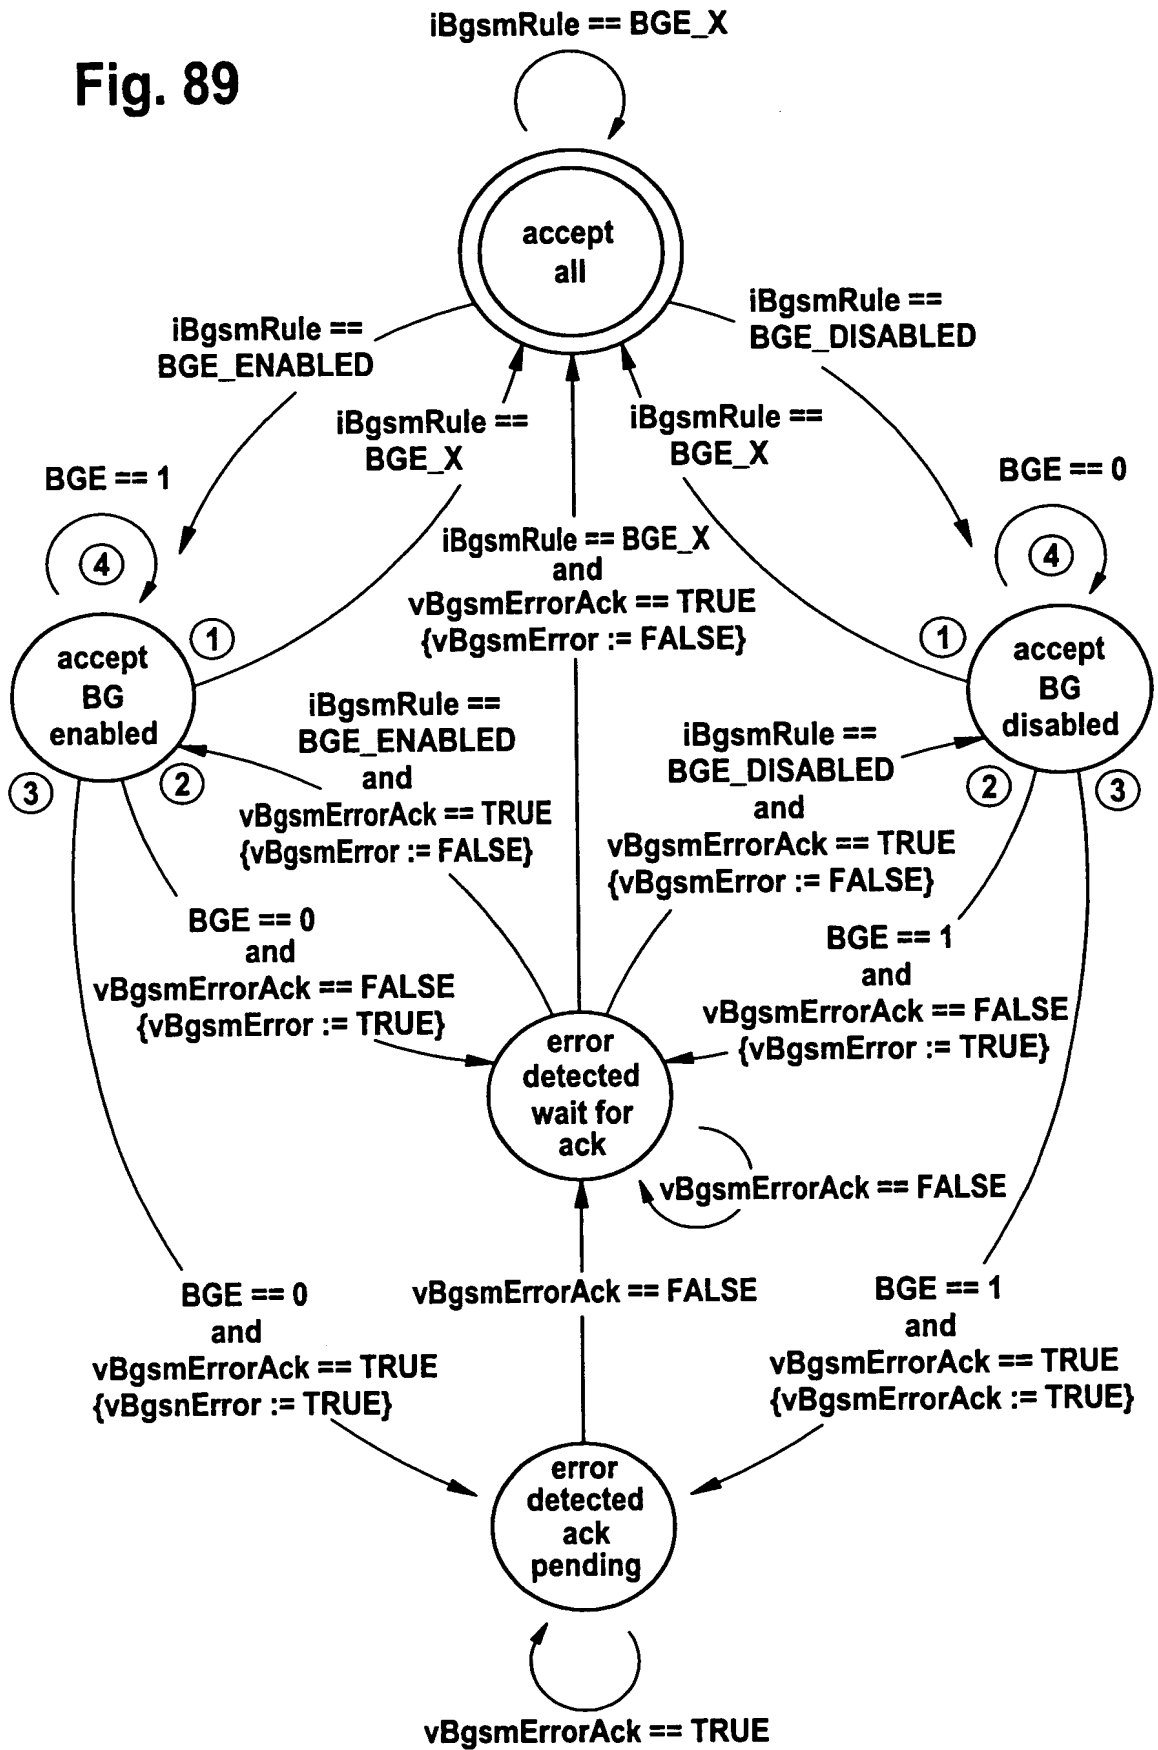 iBgsmRule == BGE_X
Fig. 89
accept
all
iBgsmRule ==
BGE_ENABLED
iBgsmRule ==
BGE_DISABLED
iBgsmRule ==
BGE_X
iBgsmRule ==
BGE_X
BGE == 1
4
BGE == 0
4
iBgsmRule == BGE_X
and
vBgsmErrorAck == TRUE
{vBgsmError := FALSE}
1
1
accept
BG
enabled
accept
BG
disabled
3
2
2
3
iBgsmRule ==
BGE_ENABLED
and
vBgsmErrorAck == TRUE
{vBgsmError := FALSE}
iBgsmRule ==
BGE_DISABLED
and
vBgsmErrorAck == TRUE
{vBgsmError := FALSE}
BGE == 0
and
vBgsmErrorAck == FALSE
{vBgsmError := TRUE}
BGE == 1
and
vBgsmErrorAck == FALSE
{vBgsmError := TRUE}
error
detected
wait for
ack
vBgsmErrorAck == FALSE
vBgsmErrorAck == FALSE
BGE == 0
and
vBgsmErrorAck == TRUE
{vBgsnError := TRUE}
BGE == 1
and
vBgsmErrorAck == TRUE
{vBgsmErrorAck := TRUE}
error
detected
ack
pending
vBgsmErrorAck == TRUE